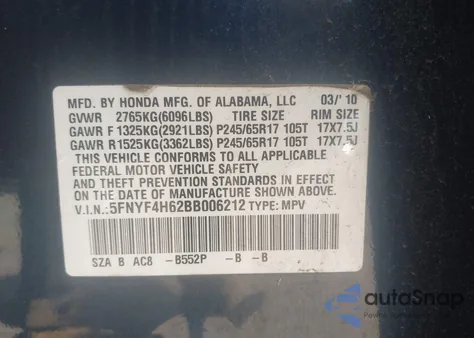 MFD. BY HONDA MFG. OF ALABAMA, LLC 03/'10
GVWR 2765KG(6096LBS) TIRE SIZE RIM SIZE
GAWR F 1325KG(2921LBS) P245/65R17 105T 17X7.5J
GAWR R 1525KG(3362LBS) P245/65R17 105T 17X7.5J
THIS VEHICLE CONFORMS TO ALL APPLICABLE
FEDERAL MOTOR VEHICLE SAFETY AND
THEFT PREVENTION STANDARDS IN EFFECT ON THE
DATE OF MANUFACTURE SHOWN ABOVE.
V.I.N.:5FNYF4H62BB006212 TYPE: MPV
SZA B AC8 -B552P -B -B
autoSnap